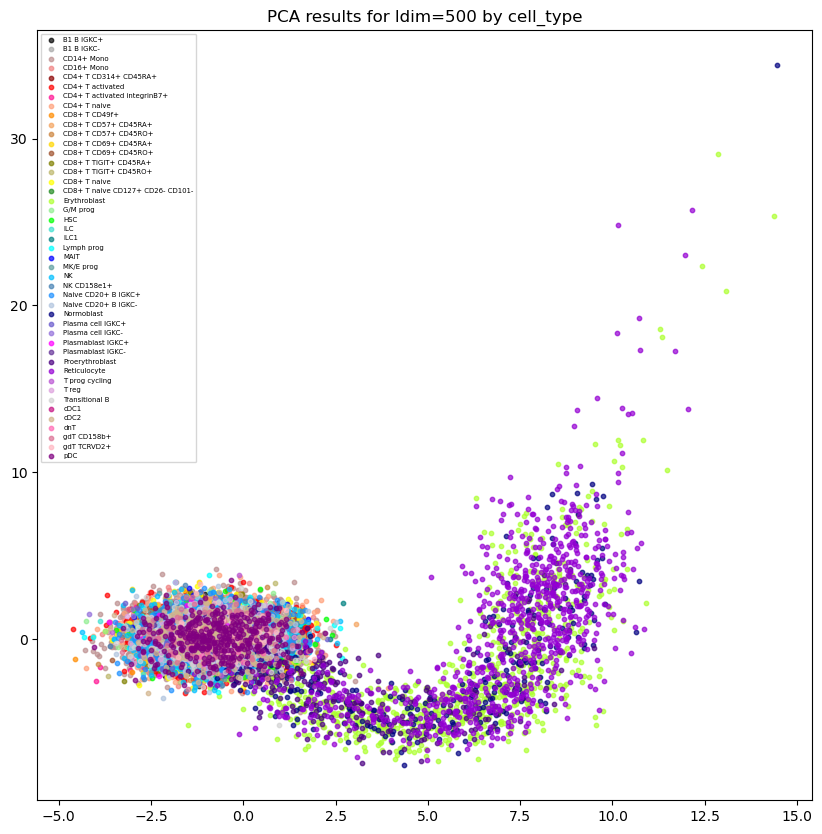 PCA results for ldim=500 by cell_type
B1 B IGKC+
B1 B IGKC-
CD14+ Mono
CD16+ Mono
CD4+ T CD314+ CD45RA+
CD4+ T activated
CD4+ T activated integrinB7+
CD4+ T naive
CD8+ T CD49f+
CD8+ T CD57+ CD45RA+
CD8+ T CD57+ CD45RO+
CD8+ T CD69+ CD45RA+
CD8+ T CD69+ CD45RO+
CD8+ T TIGIT+ CD45RA+
CD8+ T TIGIT+ CD45RO+
CD8+ T naive
CD8+ T naive CD127+ CD26- CD101-
Erythroblast
G/M prog
HSC
ILC
ILC1
Lymph prog
MAIT
MK/E prog
NK
NK CD158e1+
Naive CD20+ B IGKC+
Naive CD20+ B IGKC-
Normoblast
Plasma cell IGKC+
Plasma cell IGKC-
Plasmablast IGKC+
Plasmablast IGKC-
Proerythroblast
Reticulocyte
T prog cycling
T reg
Transitional B
cDC1
cDC2
dnT
gdT CD158b+
gdT TCRVD2+
pDC
30
20
10
0
−5.0 −2.5 0.0 2.5 5.0 7.5 10.0 12.5 15.0